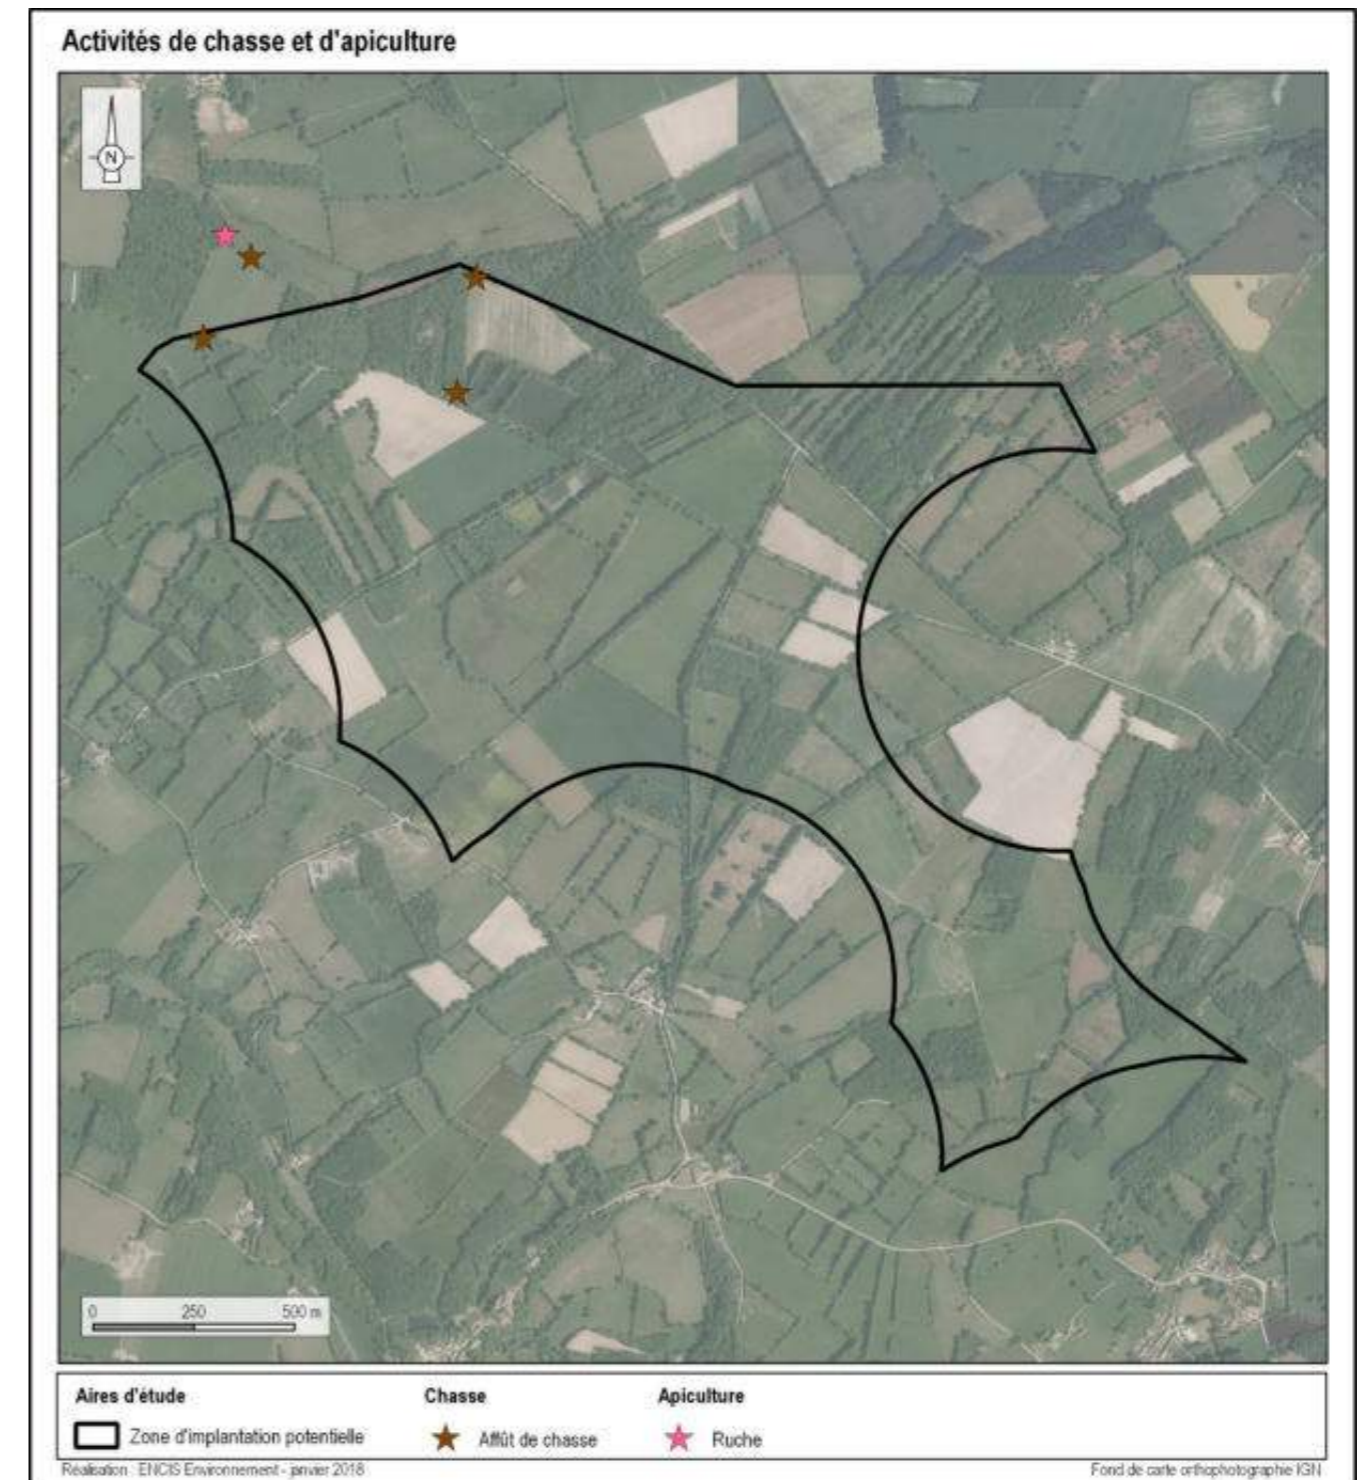 Activités de chasse et d'apiculture
N
0 250 500 m
Aires d'étude Chasse Apiculture
Zone d'implantation potentielle Affût de chasse Ruche
Réalisation : ENCIS Environnement - janvier 2018 Fond de carte orthophotographie IGN